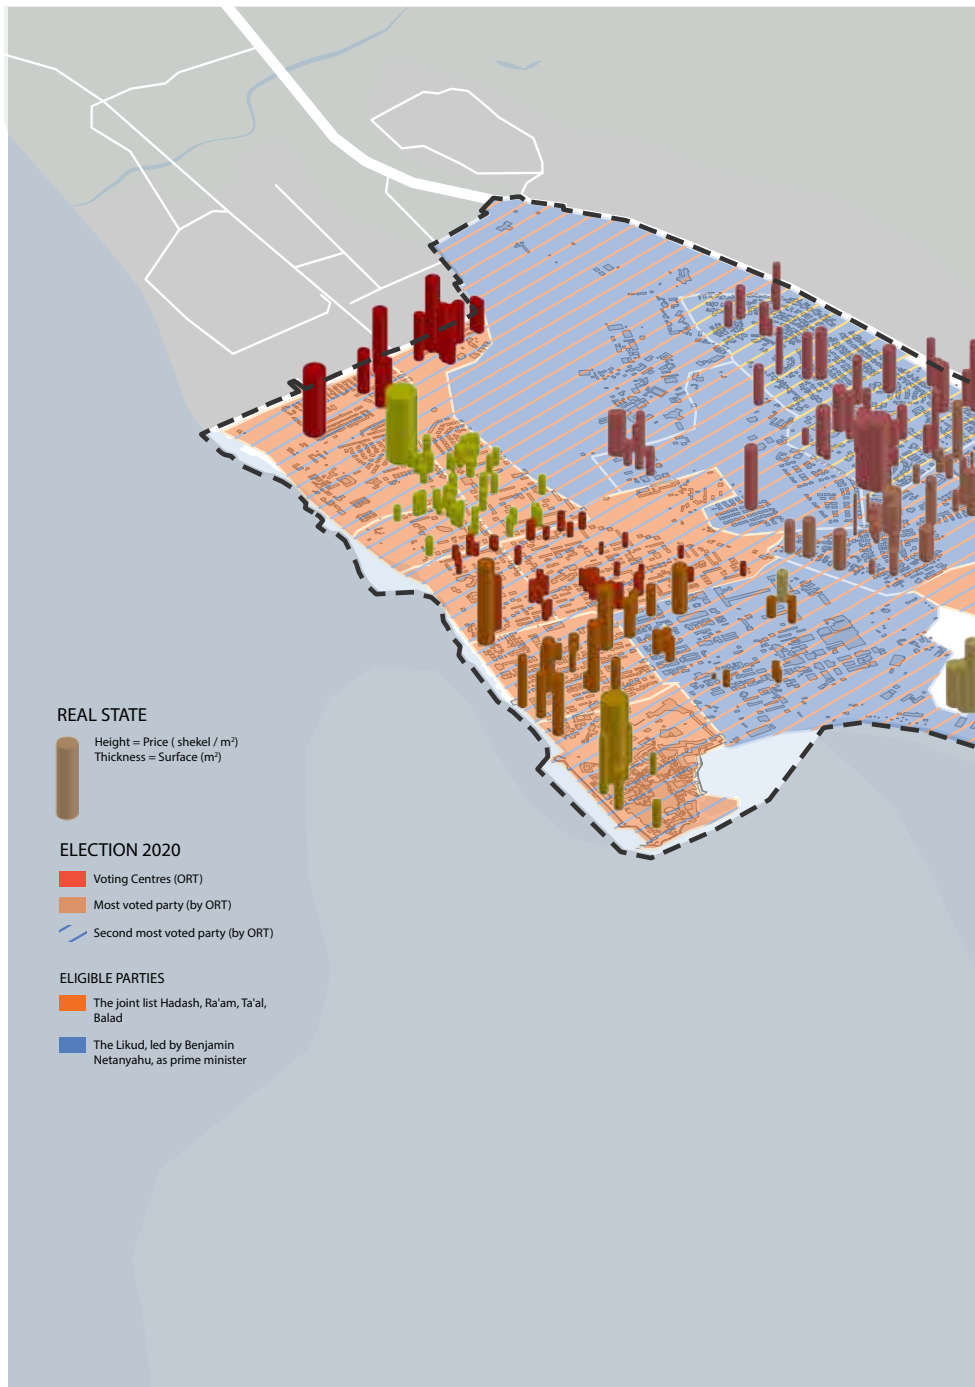 REAL STATE
Height = Price ( shekel / m²)
Thickness = Surface (m²)
ELECTION 2020
Voting Centres (ORT)
Most voted party (by ORT)
Second most voted party (by ORT)
ELIGIBLE PARTIES
The joint list Hadash, Ra'am, Ta'al,
Balad
The Likud, led by Benjamin
Netanyahu, as prime minister